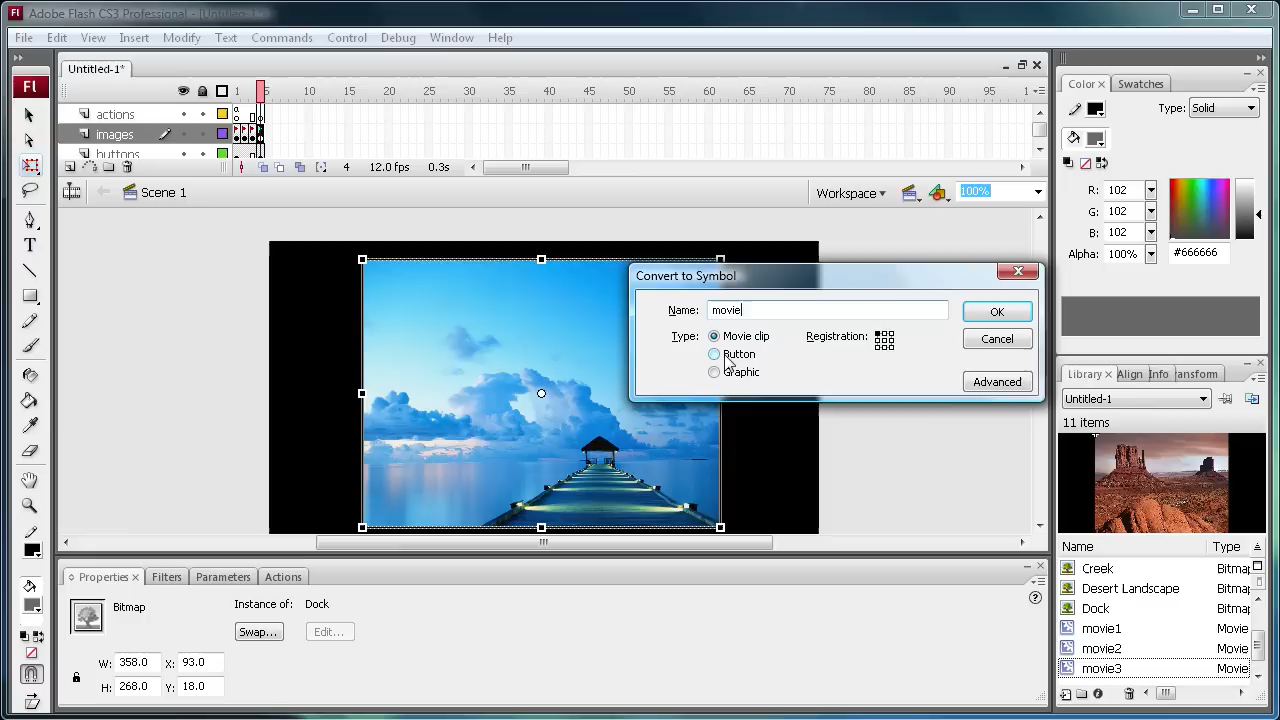 Fl Adobe Flash CS3 Professional - [Untitled-1*]
File Edit View Insert Modify Text Commands Control Debug Window Help
Untitled-1*
1 5 10 15 20 25 30 35 40 45 50 55 60 65 70 75 80 85 90 95 1
actions
images
buttons
4 12.0 fps 0.3s
Scene 1
Workspace
100%
Fl
T
Convert to Symbol
Name: movie
Type: Movie clip
Button
Graphic
Registration:
OK
Cancel
Advanced
Color Swatches
Type: Solid
R: 102
G: 102
B: 102
Alpha: 100%
#666666
Library Align Info ransform
Untitled-1
11 items
Name Type
Creek Bitmap
Desert Landscape Bitmap
Dock Bitmap
movie1 Movie
movie2 Movie
movie3 Movie
Properties Filters Parameters Actions
Bitmap
Instance of: Dock
Swap... Edit...
W: 358.0 X: 93.0
H: 268.0 Y: 18.0